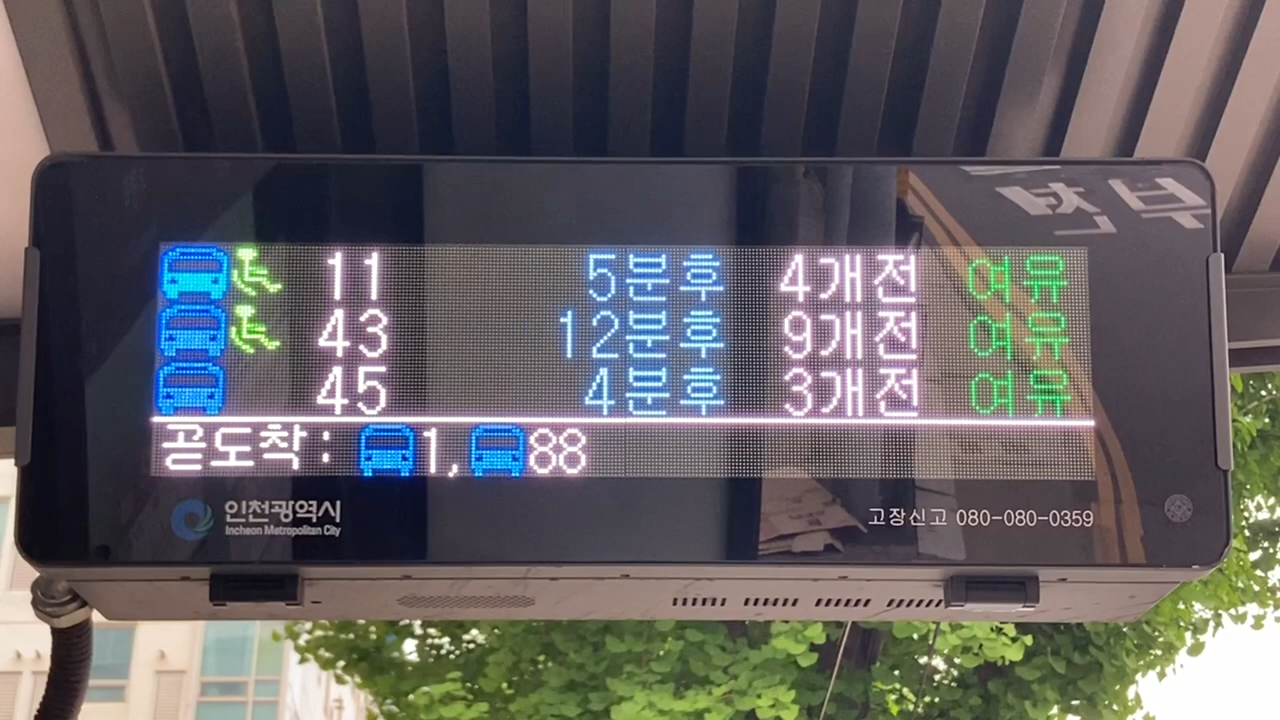 11 5분후 4개전 여유
43 12분후 9개전 여유
45 4분후 3개전 여유
곧도착: 1, 88
인천광역시
Incheon Metropolitan City
고장신고 080-080-0359